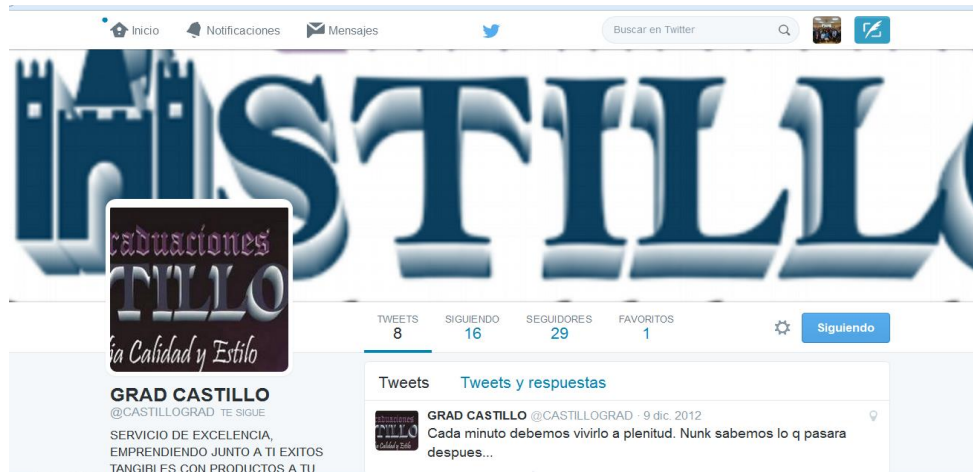 Inicio Notificaciones Mensajes Buscar en Twitter
STILL
raduaciones
TILLO
ia Calidad y Estilo
TWEETS SIGUIENDO SEGUIDORES FAVORITOS
8 16 29 1
Siguiendo
GRAD CASTILLO
@CASTILLOGRAD TE SIGUE
SERVICIO DE EXCELENCIA,
EMPRENDIENDO JUNTO A TI EXITOS
TANGIBLES CON PRODUCTOS A TU
Tweets Tweets y respuestas
GRAD CASTILLO @CASTILLOGRAD · 9 dic. 2012
Cada minuto debemos vivirlo a plenitud. Nunk sabemos lo q pasara
despues...